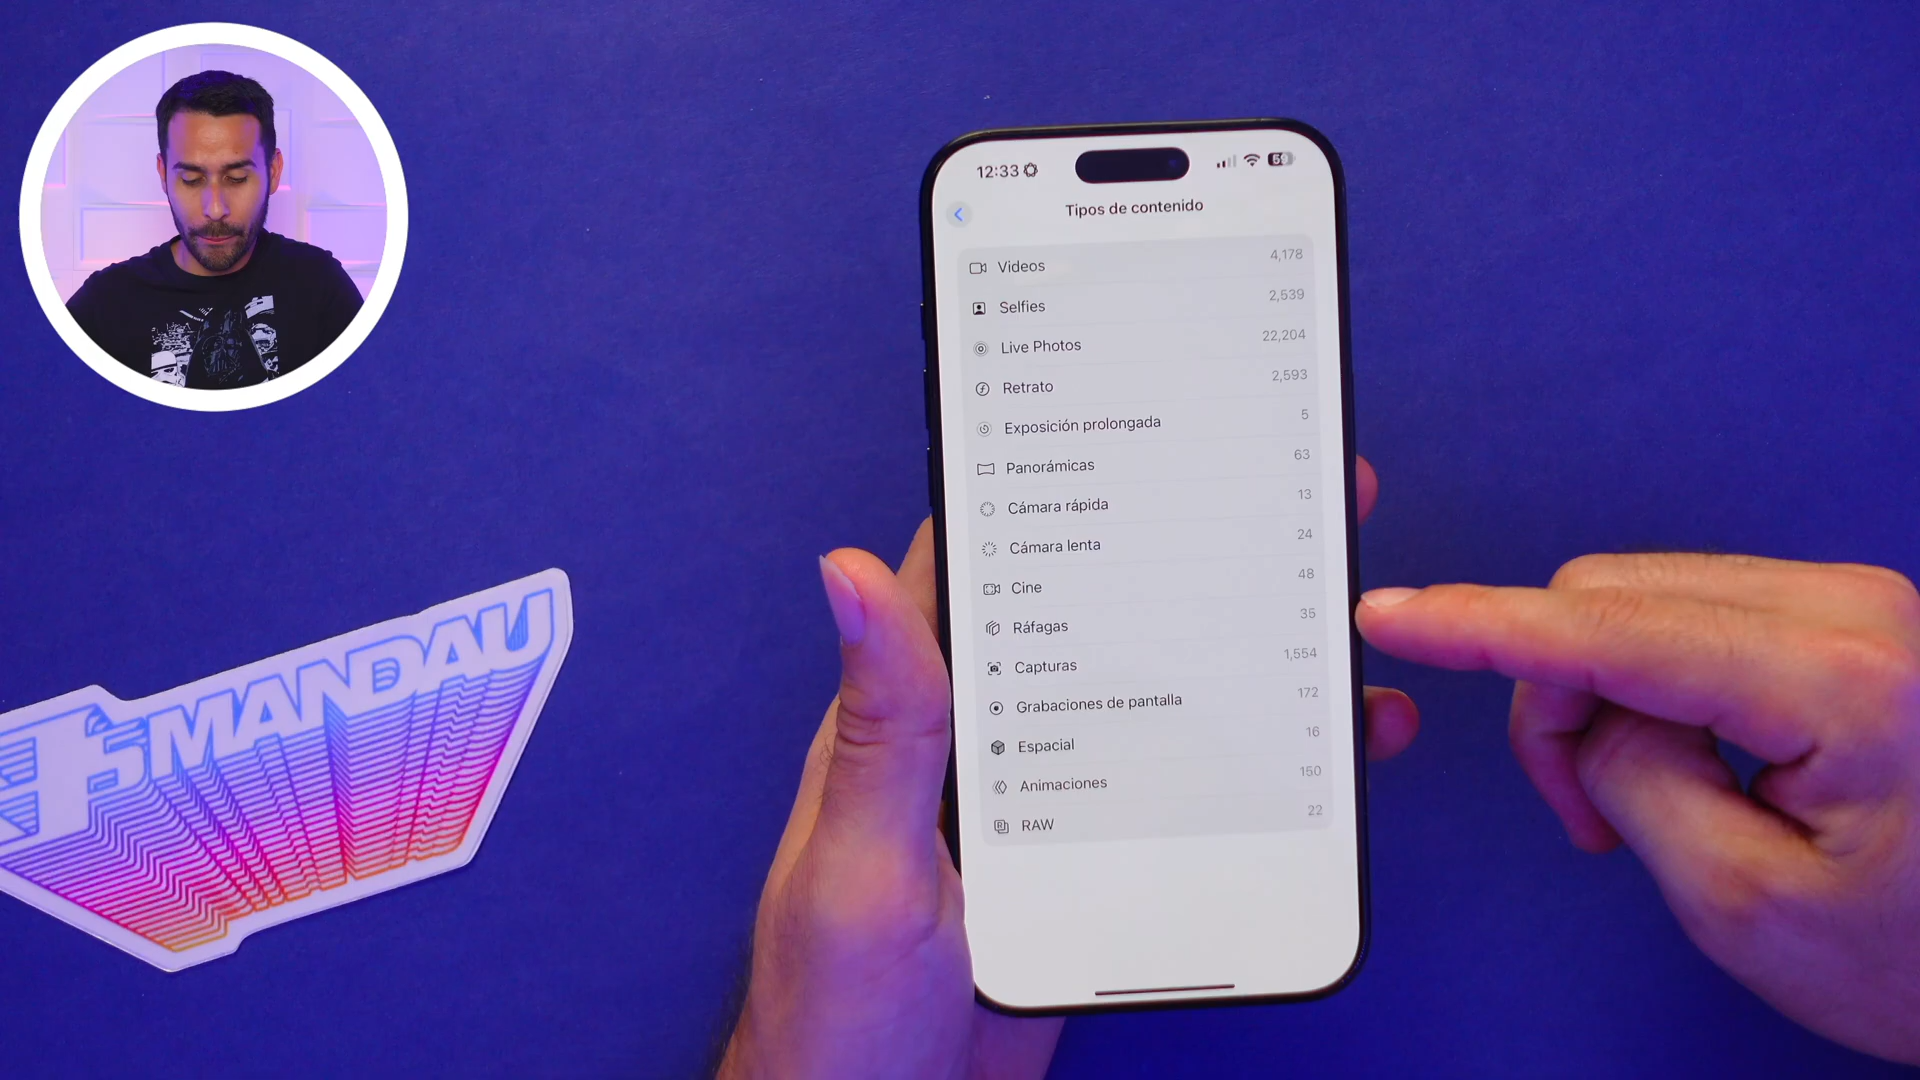 12:33
59
Tipos de contenido
Videos 4,178
Selfies 2,539
Live Photos 22,204
Retrato 2,593
Exposición prolongada 5
Panorámicas 63
Cámara rápida 13
Cámara lenta 24
Cine 48
Ráfagas 35
Capturas 1,554
Grabaciones de pantalla 172
Espacial 16
Animaciones 150
RAW 22
SMANDAU